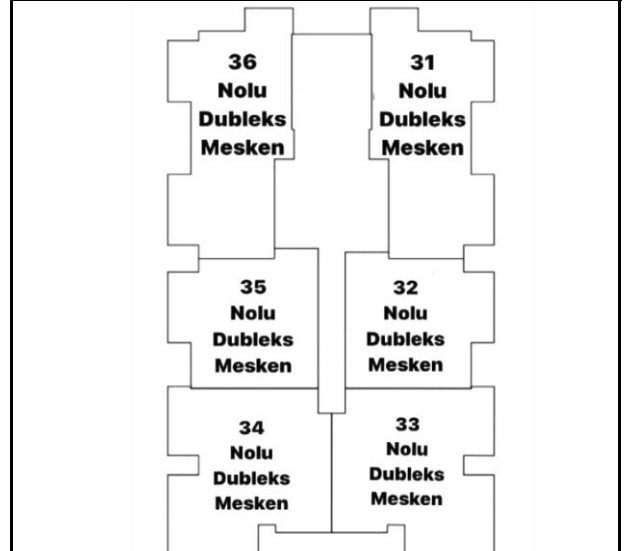 36
Nolu
Dubleks
Mesken
31
Nolu
Dubleks
Mesken
35
Nolu
Dubleks
Mesken
32
Nolu
Dubleks
Mesken
34
Nolu
Dubleks
Mesken
33
Nolu
Dubleks
Mesken